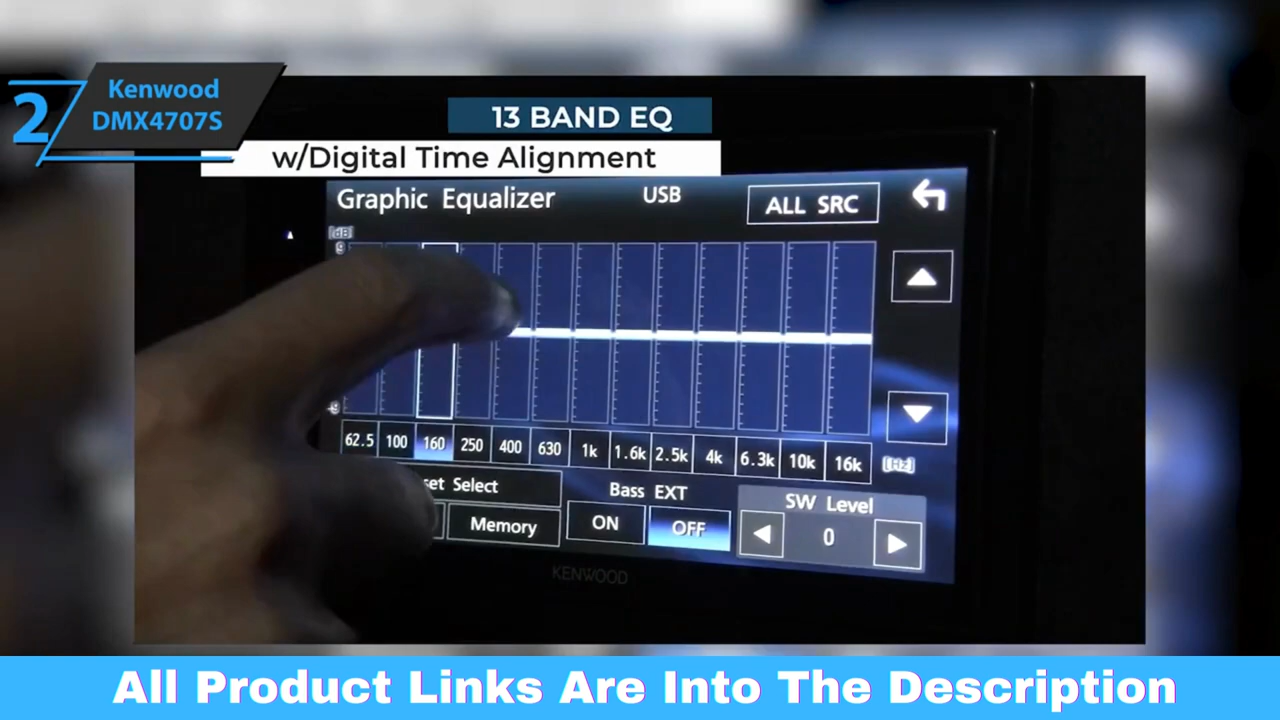 2
Kenwood
DMX4707S
13 BAND EQ
w/Digital Time Alignment
Graphic Equalizer USB ALL SRC
[dB]
9
-9
62.5 100 160 250 400 630 1k 1.6k 2.5k 4k 6.3k 10k 16k [Hz]
Select Bass EXT SW Level
Memory ON OFF 0
KENWOOD
All Product Links Are Into The Description